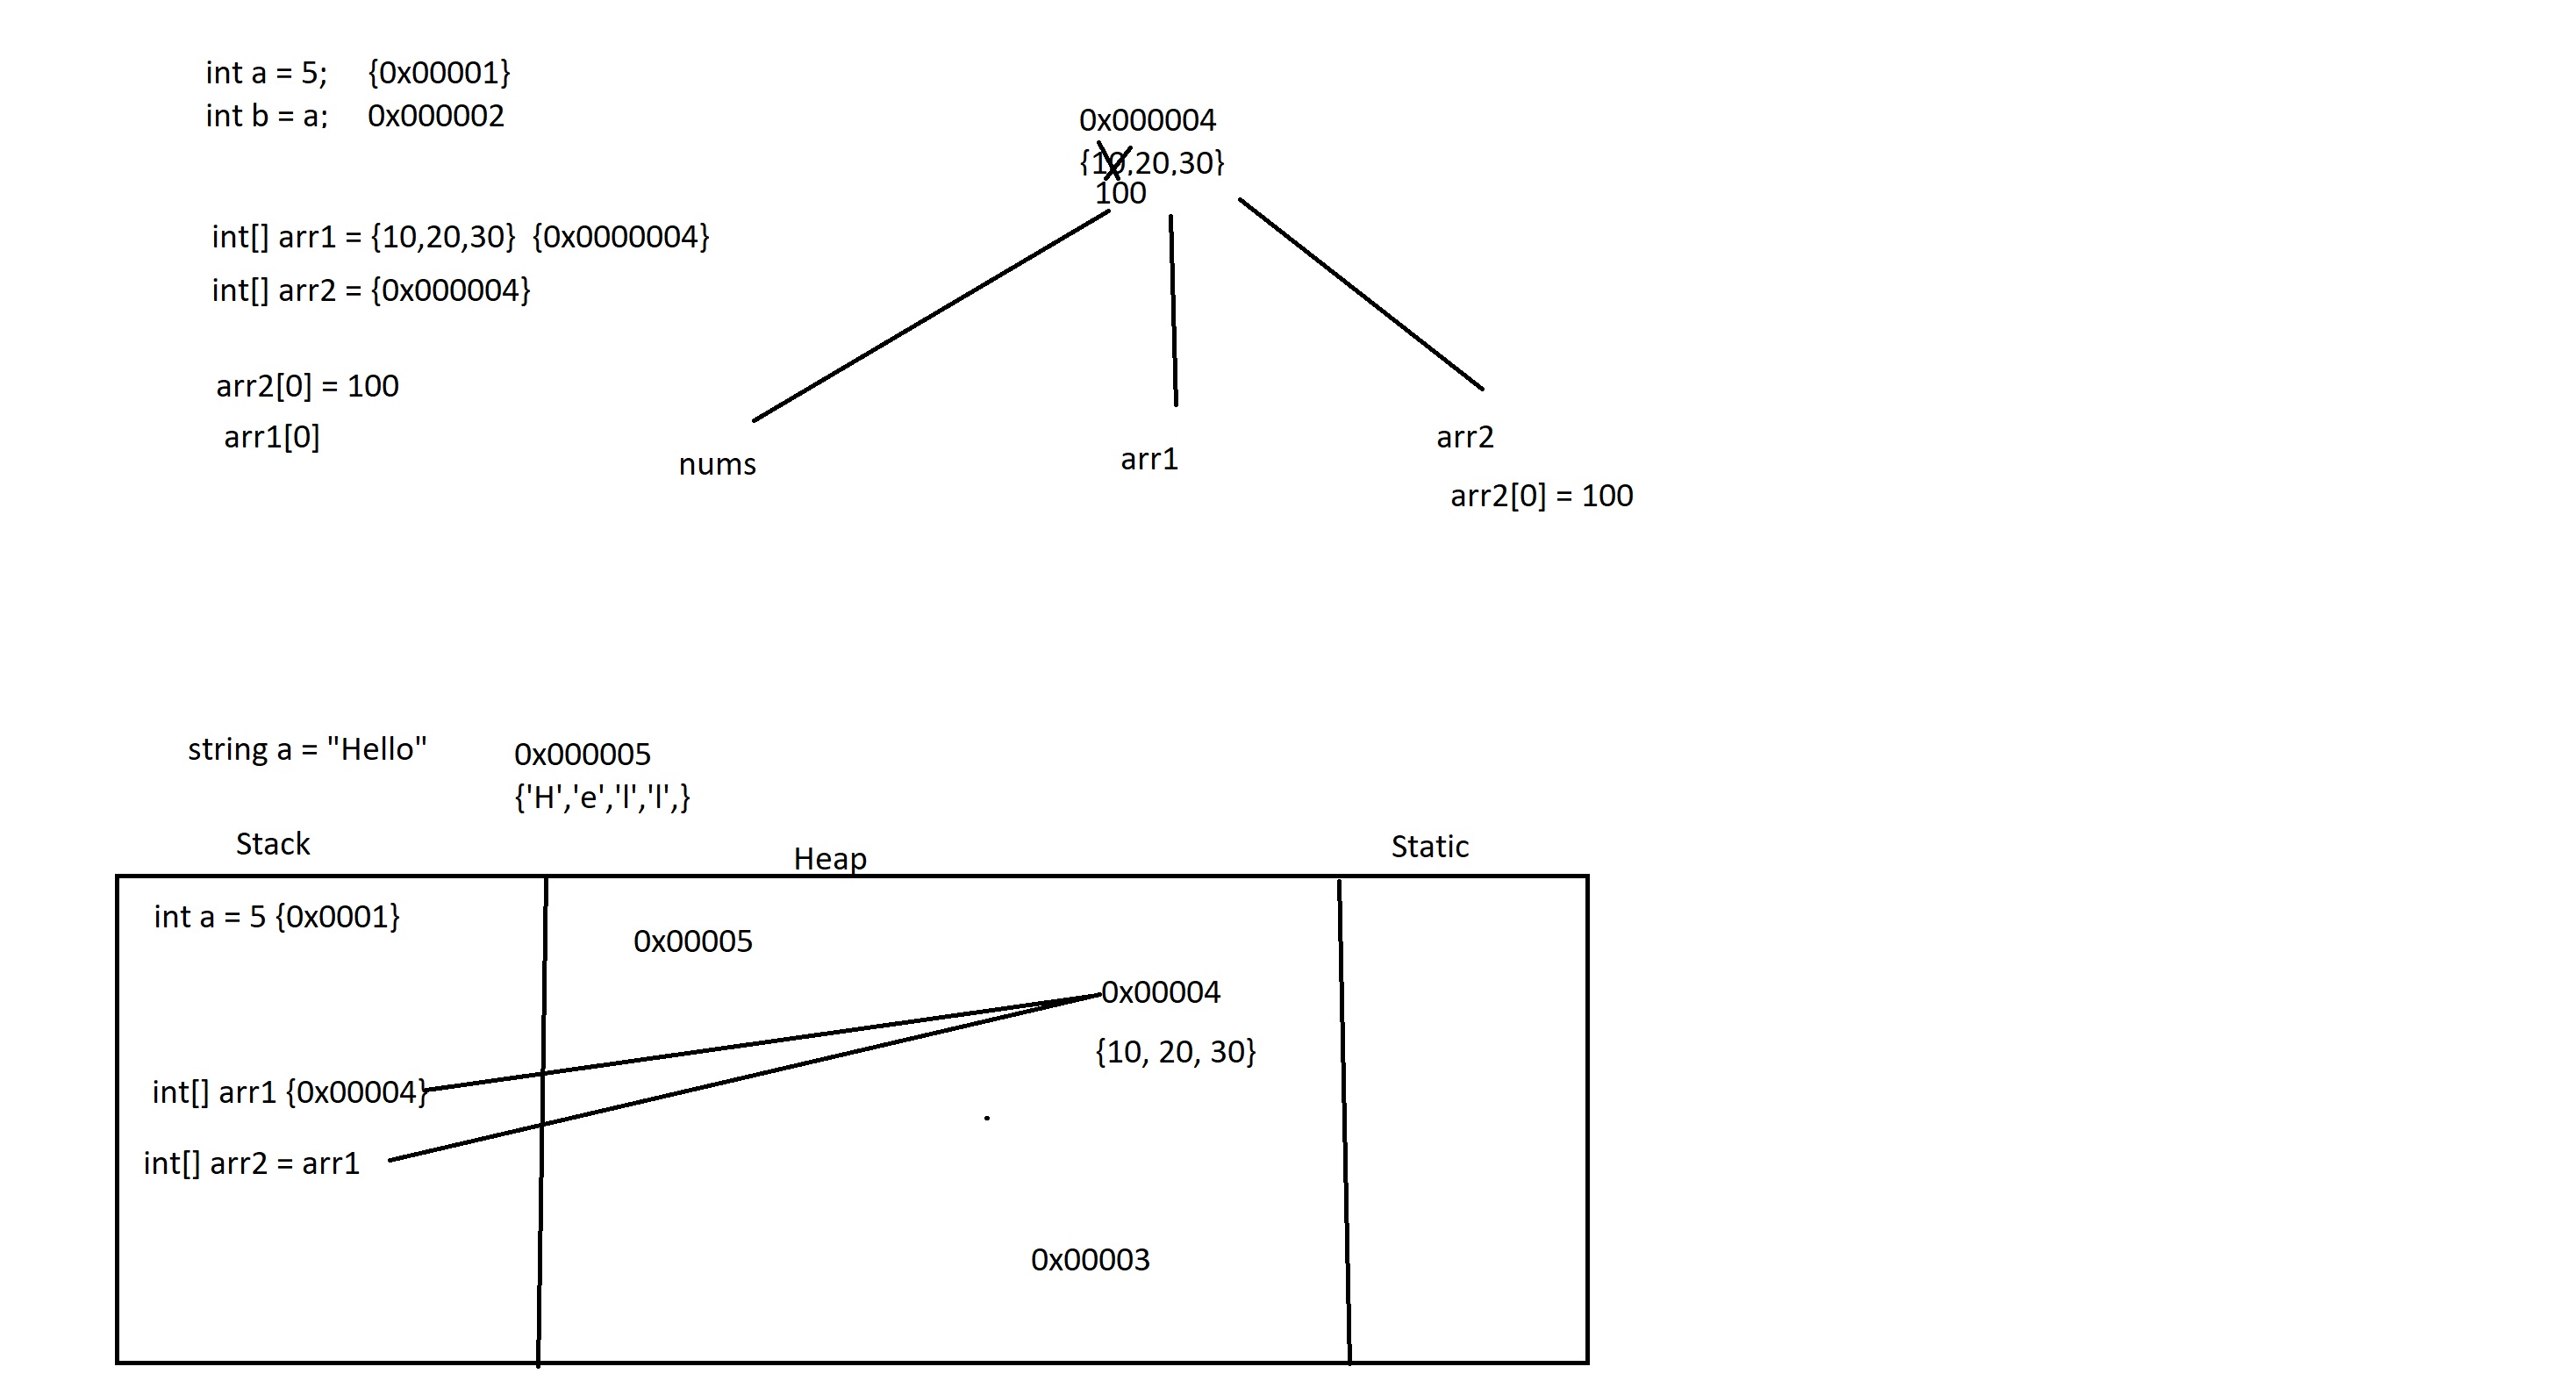 int a = 5; {0x00001}
int b = a; 0x000002
0x000004
{10,20,30}
100
int[] arr1 = {10,20,30} {0x0000004}
int[] arr2 = {0x000004}
arr2[0] = 100
arr1[0]
nums
arr1
arr2
arr2[0] = 100
string a = "Hello"
0x000005
{'H','e','l','l',}
Stack
Heap
Static
int a = 5 {0x0001}
0x00005
0x00004
{10, 20, 30}
int[] arr1 {0x00004}
int[] arr2 = arr1
0x00003